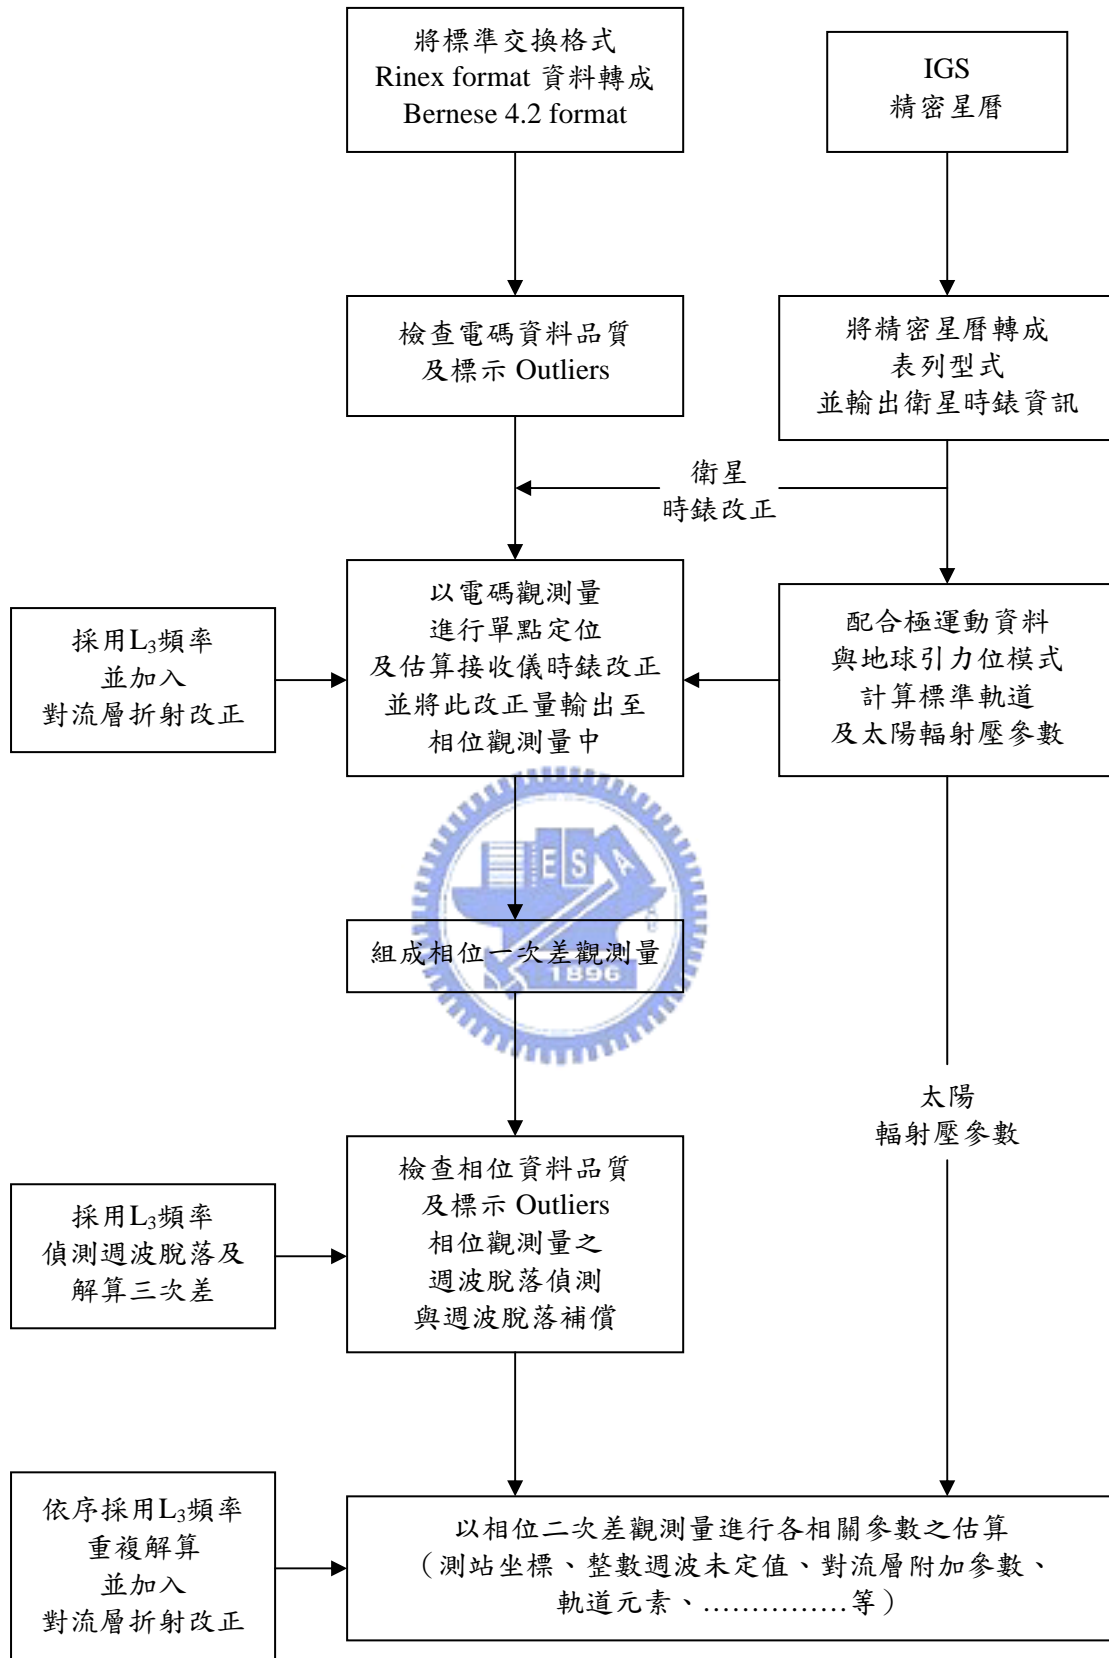 將標準交換格式
Rinex format 資料轉成
Bernese 4.2 format
IGS
精密星曆
檢查電碼資料品質
及標示 Outliers
將精密星曆轉成
表列型式
並輸出衛星時錶資訊
衛星
時錶改正
採用L₃頻率
並加入
對流層折射改正
以電碼觀測量
進行單點定位
及估算接收儀時錶改正
並將此改正量輸出至
相位觀測量中
配合極運動資料
與地球引力位模式
計算標準軌道
及太陽輻射壓參數
ESA
組成相位一次差觀測量
1896
太陽
輻射壓參數
採用L₃頻率
偵測週波脫落及
解算三次差
檢查相位資料品質
及標示 Outliers
相位觀測量之
週波脫落偵測
與週波脫落補償
依序採用L₃頻率
重複解算
並加入
對流層折射改正
以相位二次差觀測量進行各相關參數之估算
（測站坐標、整數週波未定值、對流層附加參數、
軌道元素、……………等）